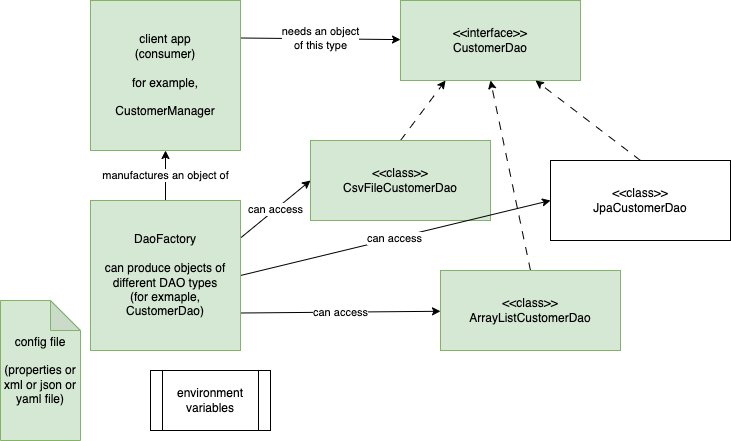 client app
(consumer)
for example,
CustomerManager
needs an object
of this type
<<interface>>
CustomerDao
manufactures an object of
<<class>>
CsvFileCustomerDao
<<class>>
JpaCustomerDao
can access
DaoFactory
can produce objects of
different DAO types
(for exmaple,
CustomerDao)
can access
can access
<<class>>
ArrayListCustomerDao
config file
(properties or
xml or json or
yaml file)
environment
variables